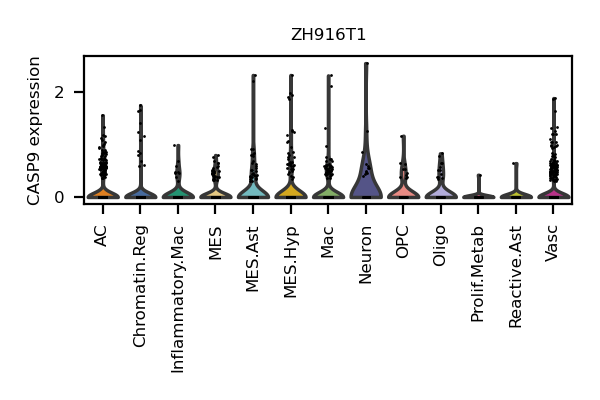 ZH916T1
CASP9 expression
2
0
AC
Chromatin.Reg
Inflammatory.Mac
MES
MES.Ast
MES.Hyp
Mac
Neuron
OPC
Oligo
Prolif.Metab
Reactive.Ast
Vasc